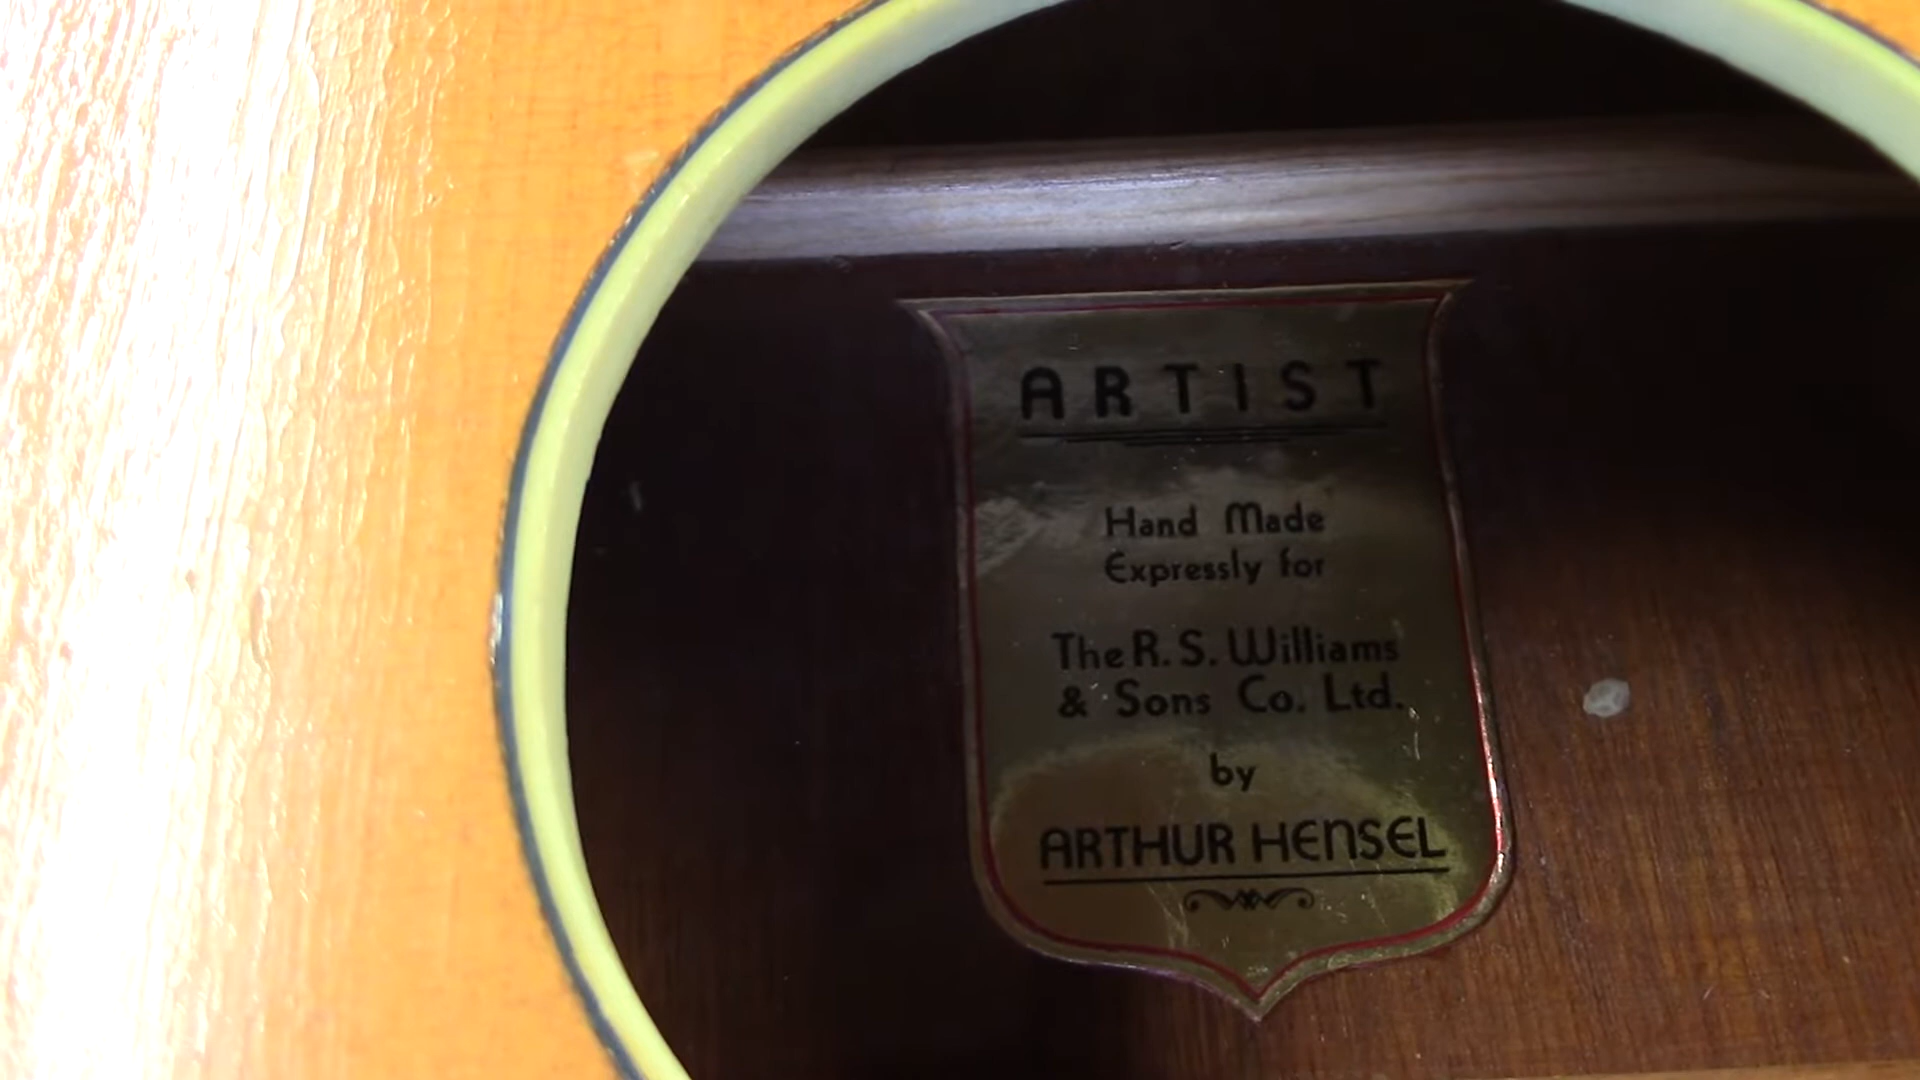 ARTIST
Hand Made
Expressly for
The R. S. Williams
& Sons Co. Ltd.
by
ARTHUR HENSEL